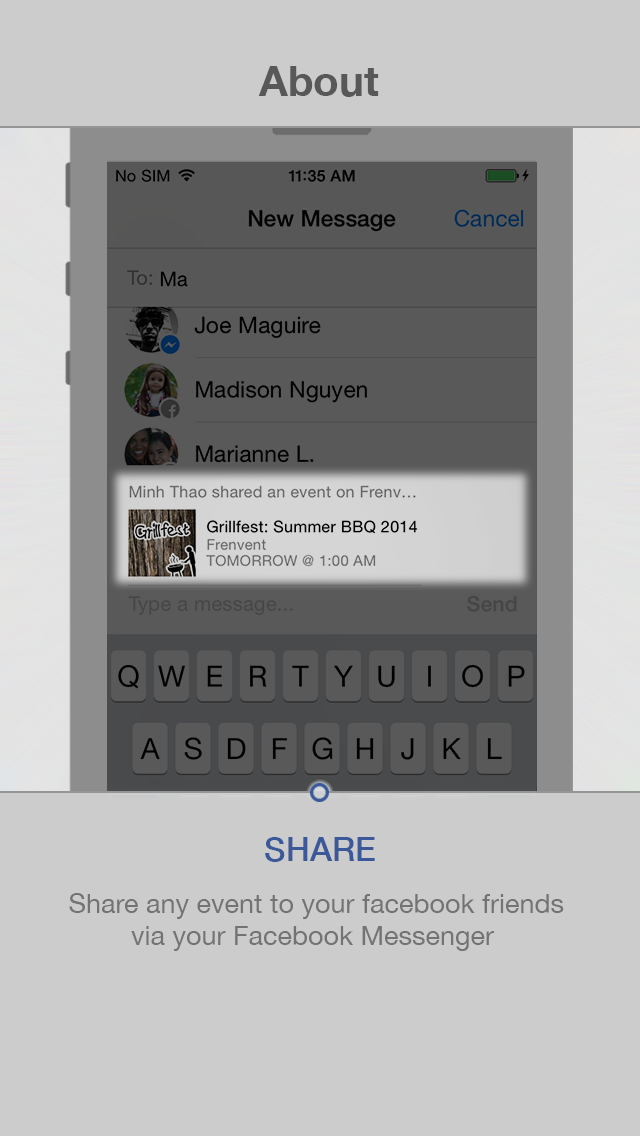 About
No SIM 11:35 AM
New Message Cancel
To: Ma
Joe Maguire
Madison Nguyen
Marianne L.
Minh Thao shared an event on Frenv...
Grillfest
Grillfest: Summer BBQ 2014
Frenvent
TOMORROW @ 1:00 AM
Type a message... Send
Q W E R T Y U I O P
A S D F G H J K L
SHARE
Share any event to your facebook friends
via your Facebook Messenger